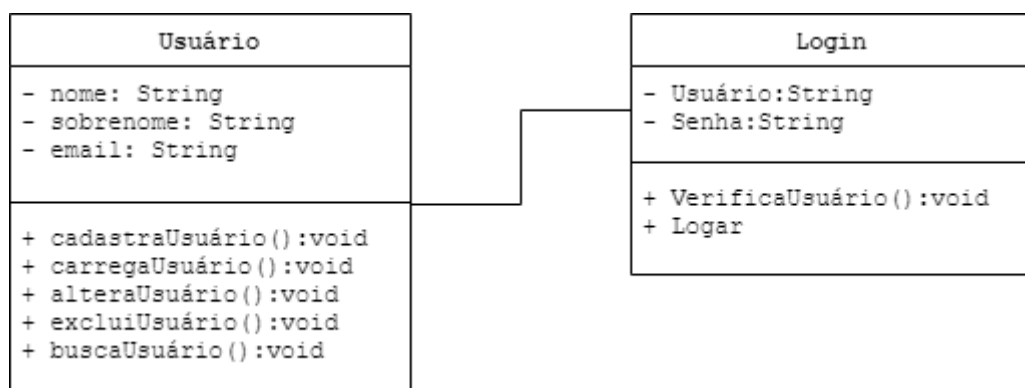 Usuário
- nome: String
- sobrenome: String
- email: String
+ cadastraUsuário():void
+ carregaUsuário():void
+ alteraUsuário():void
+ excluiUsuário():void
+ buscaUsuário():void
Login
- Usuário:String
- Senha:String
+ VerificaUsuário():void
+ Logar